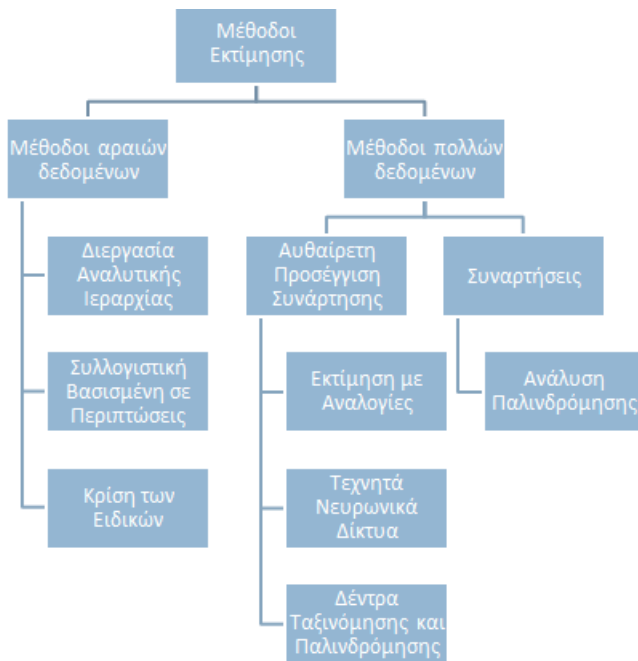 Μέθοδοι
Εκτίμησης
Μέθοδοι αραιών
δεδομένων
Διεργασία
Αναλυτικής
Ιεραρχίας
Συλλογιστική
Βασισμένη σε
Περιπτώσεις
Κρίση των
Ειδικών
Μέθοδοι πολλών
δεδομένων
Αυθαίρετη
Προσέγγιση
Συνάρτησης
Εκτίμηση με
Αναλογίες
Τεχνητά
Νευρωνικά
Δίκτυα
Δέντρα
Ταξινόμησης και
Παλινδρόμησης
Συναρτήσεις
Ανάλυση
Παλινδρόμησης